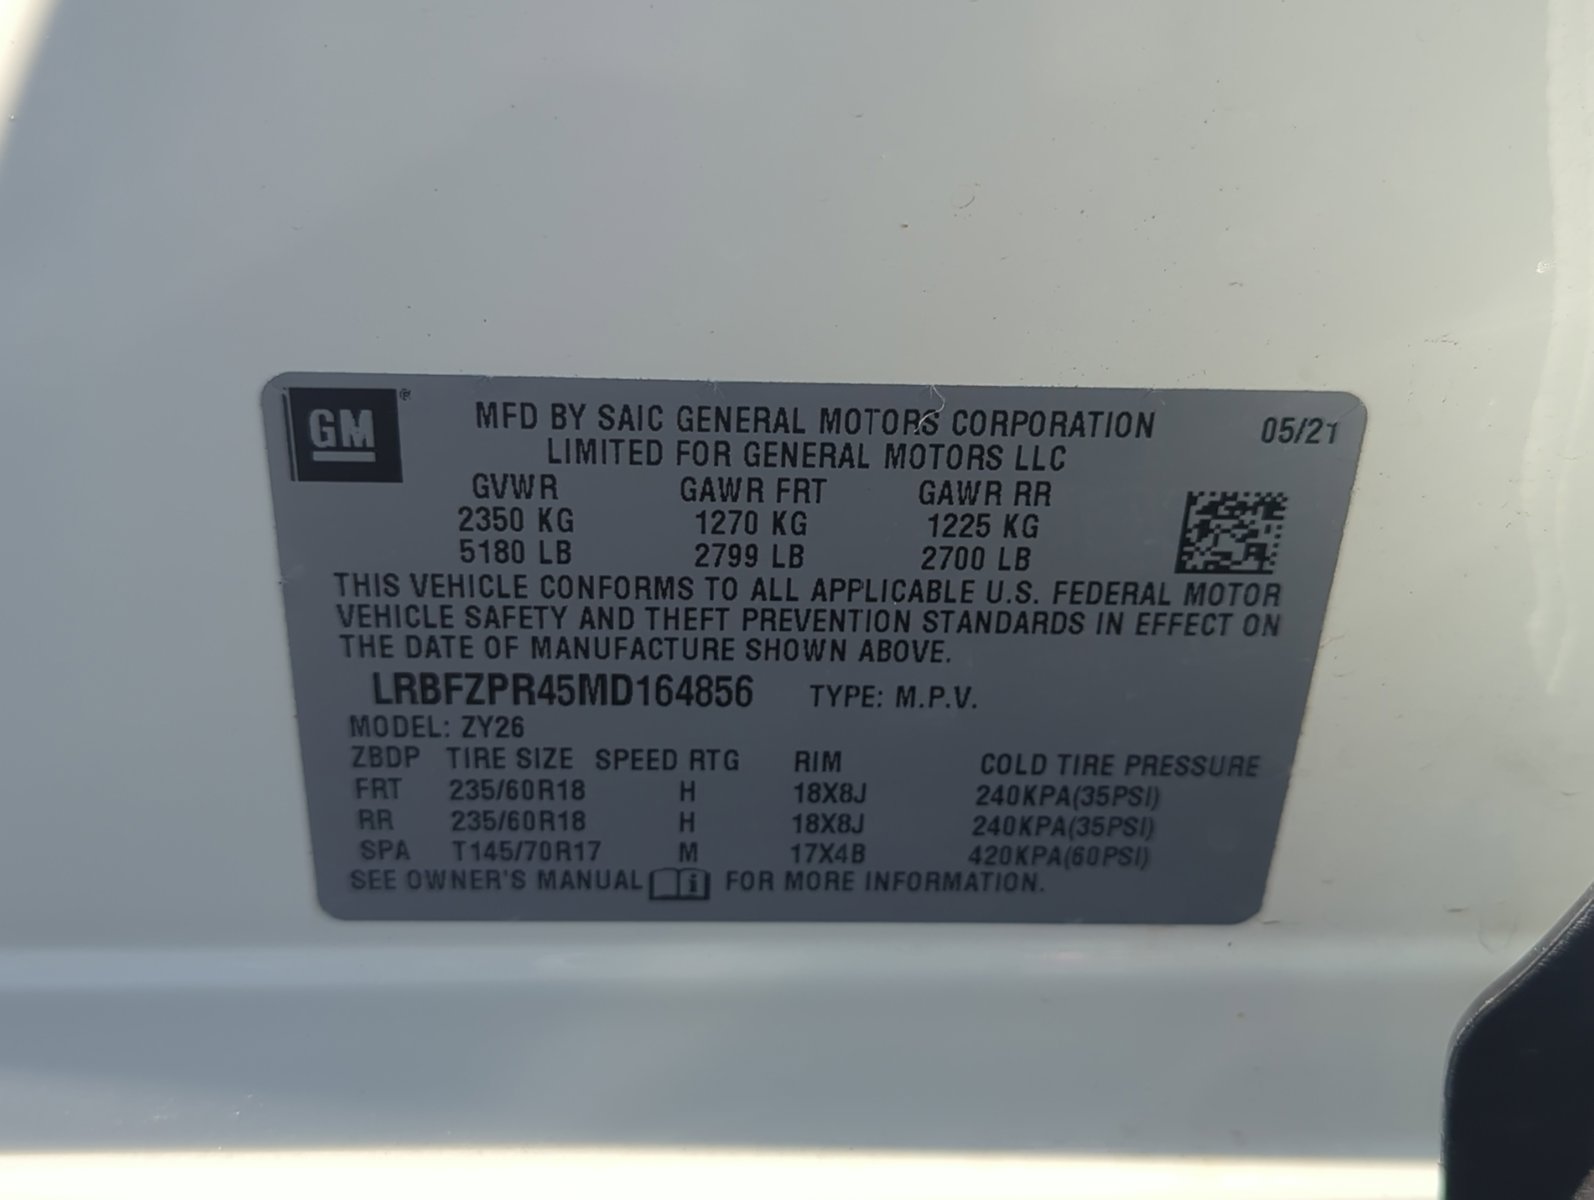 GM ®
MFD BY SAIC GENERAL MOTORS CORPORATION 05/21
LIMITED FOR GENERAL MOTORS LLC
GVWR GAWR FRT GAWR RR
2350 KG 1270 KG 1225 KG
5180 LB 2799 LB 2700 LB
THIS VEHICLE CONFORMS TO ALL APPLICABLE U.S. FEDERAL MOTOR
VEHICLE SAFETY AND THEFT PREVENTION STANDARDS IN EFFECT ON
THE DATE OF MANUFACTURE SHOWN ABOVE.
LRBFZPR45MD164856 TYPE: M.P.V.
MODEL: ZY26
ZBDP TIRE SIZE SPEED RTG RIM COLD TIRE PRESSURE
FRT 235/60R18 H 18X8J 240KPA(35PSI)
RR 235/60R18 H 18X8J 240KPA(35PSI)
SPA T145/70R17 M 17X4B 420KPA(60PSI)
SEE OWNER'S MANUAL i FOR MORE INFORMATION.